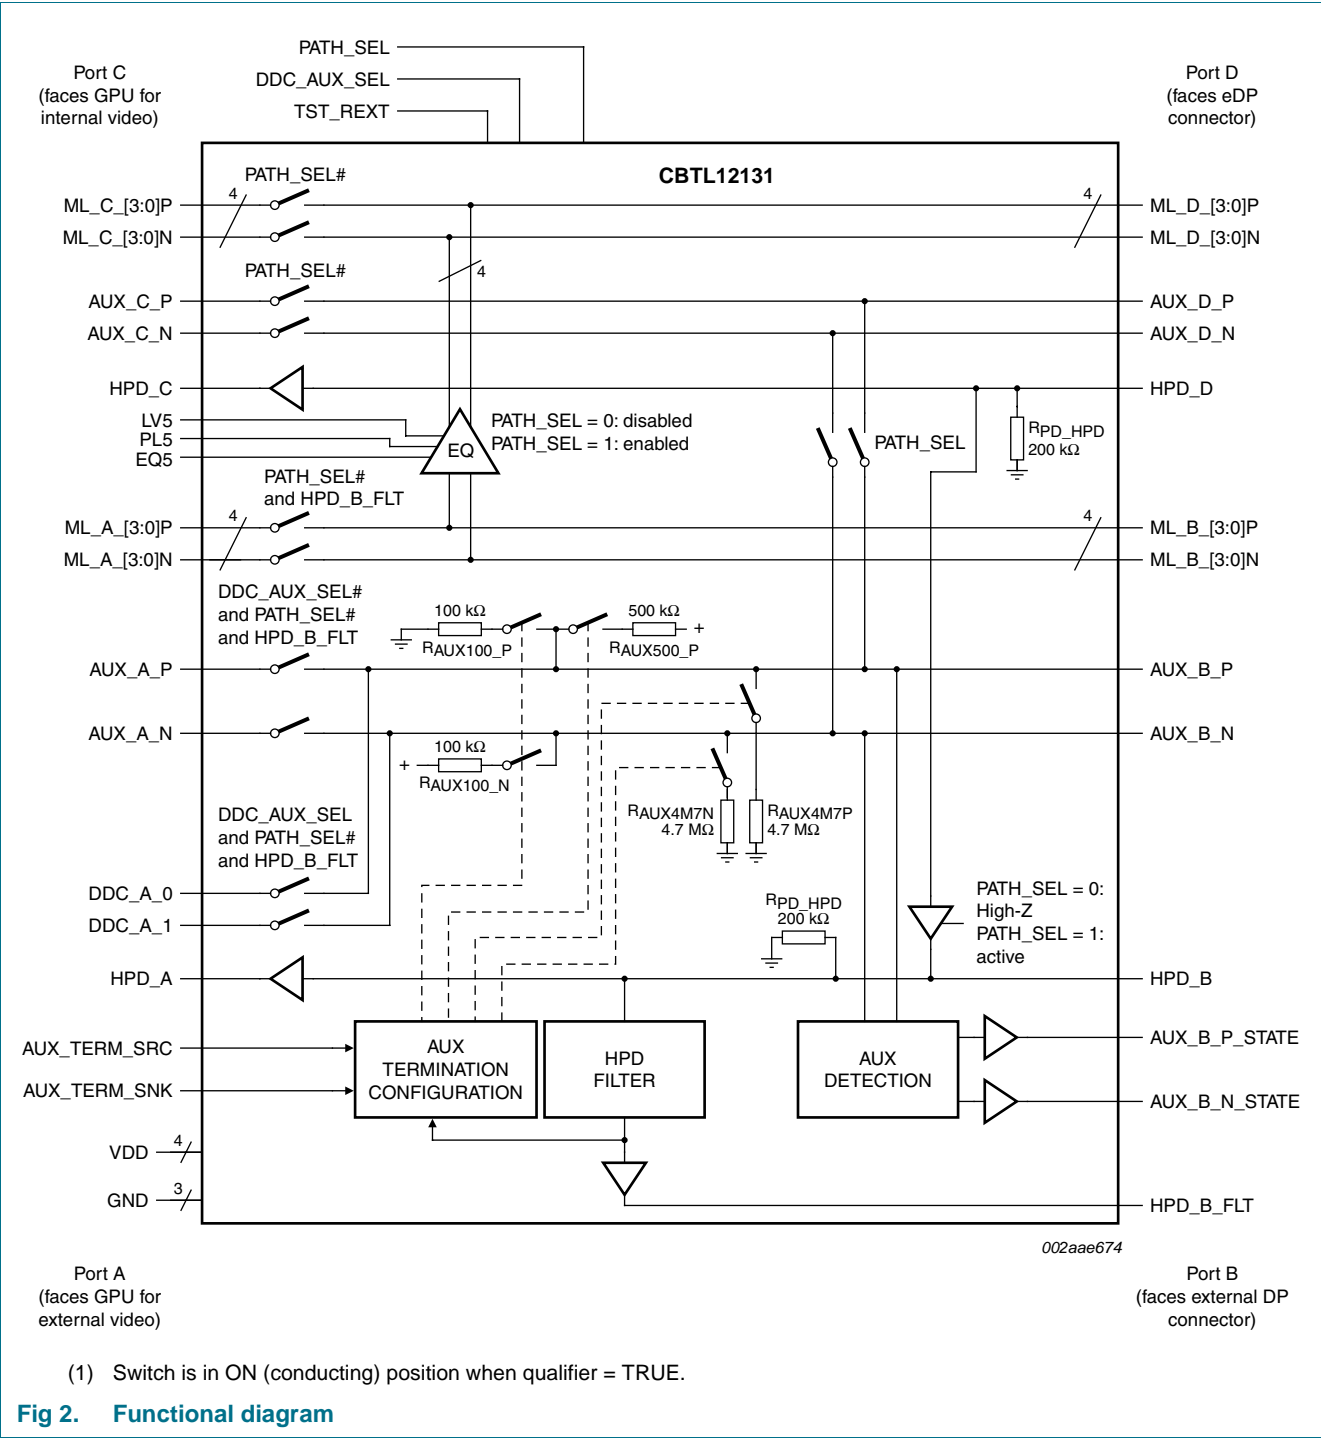 PATH_SEL
DDC_AUX_SEL
TST_REXT
Port C
(faces GPU for
internal video)
Port D
(faces eDP
connector)
CBTL12131
PATH_SEL#
ML_C_[3:0]P
4
4
ML_D_[3:0]P
ML_C_[3:0]N
ML_D_[3:0]N
4
PATH_SEL#
AUX_C_P
AUX_D_P
AUX_C_N
AUX_D_N
HPD_C
HPD_D
LV5
PL5
EQ5
EQ
PATH_SEL = 0: disabled
PATH_SEL = 1: enabled
PATH_SEL
RPD_HPD
200 kΩ
PATH_SEL#
and HPD_B_FLT
ML_A_[3:0]P
4
4
ML_B_[3:0]P
ML_A_[3:0]N
ML_B_[3:0]N
DDC_AUX_SEL#
and PATH_SEL#
and HPD_B_FLT
100 kΩ
RAUX100_P
500 kΩ
+
RAUX500_P
AUX_A_P
AUX_B_P
AUX_A_N
AUX_B_N
100 kΩ
+
RAUX100_N
RAUX4M7N
4.7 MΩ
RAUX4M7P
4.7 MΩ
DDC_AUX_SEL
and PATH_SEL#
and HPD_B_FLT
DDC_A_0
DDC_A_1
RPD_HPD
200 kΩ
PATH_SEL = 0:
High-Z
PATH_SEL = 1:
active
HPD_A
HPD_B
AUX_TERM_SRC
AUX_TERM_SNK
AUX
TERMINATION
CONFIGURATION
HPD
FILTER
AUX
DETECTION
AUX_B_P_STATE
AUX_B_N_STATE
VDD
4
GND
3
HPD_B_FLT
002aae674
Port A
(faces GPU for
external video)
Port B
(faces external DP
connector)
(1) Switch is in ON (conducting) position when qualifier = TRUE.
Fig 2. Functional diagram